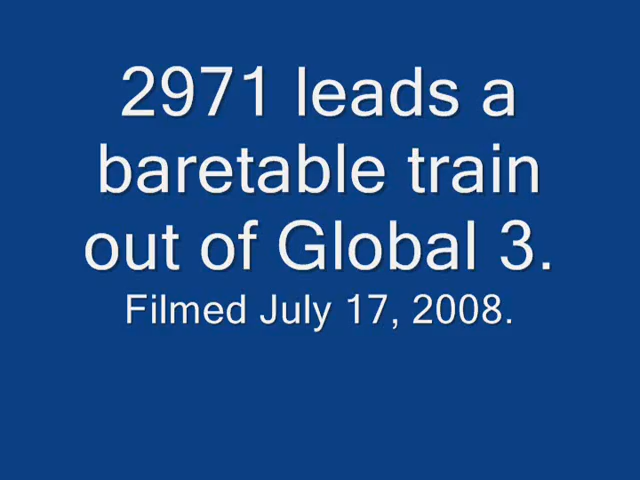 2971 leads a
baretable train
out of Global 3.
Filmed July 17, 2008.